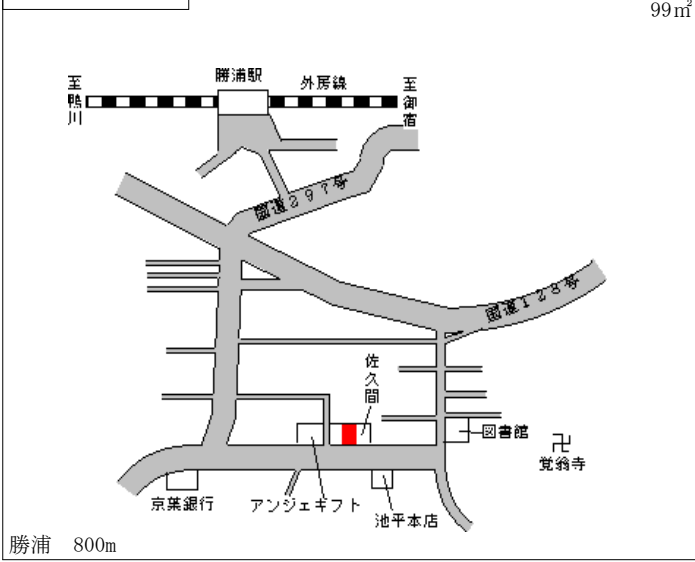 99㎡
勝浦駅
外房線
至鴨川
至御宿
国道297号
国道128号
佐久間
図書館
覚翁寺
京葉銀行
アンジェギフト
池平本店
勝浦 800m